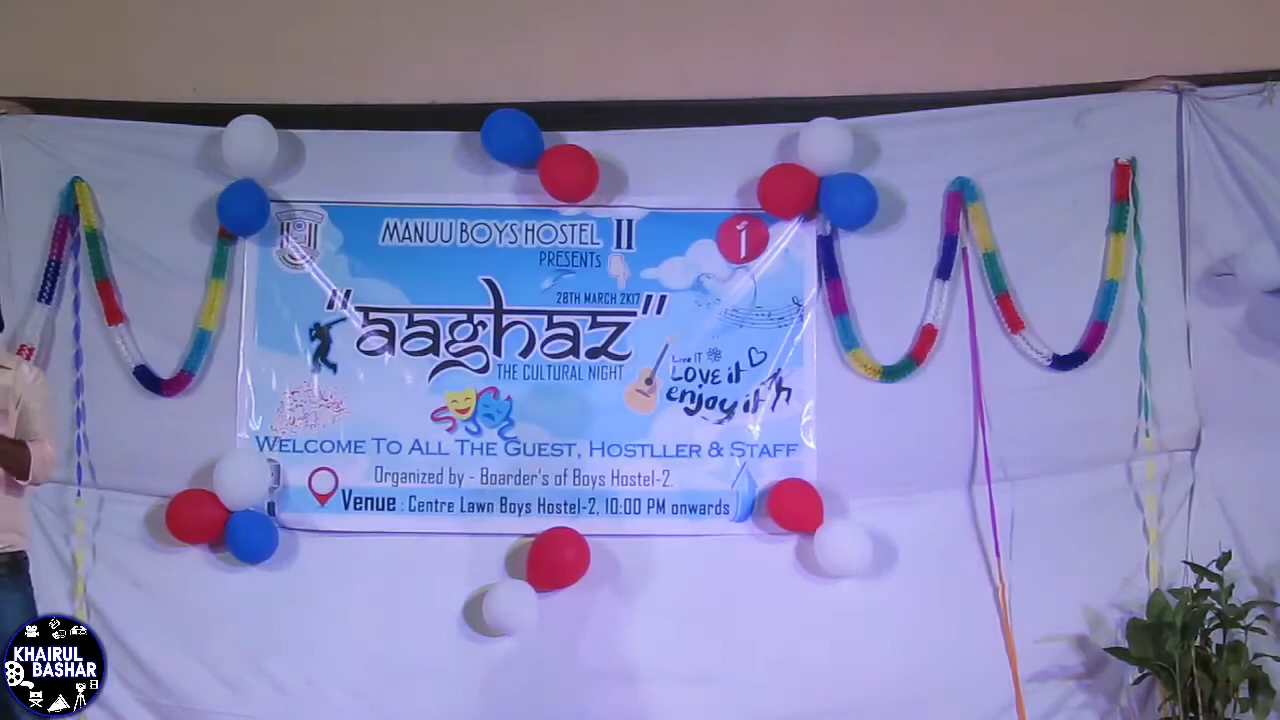 MANUU BOYS HOSTEL II
PRESENTs
28TH MARCH 2K17
"aaghaz"
THE CULTURAL NIGHT
Live IT
Love it
enjoy it
WELCOME TO ALL THE GUEST, HOSTLLER & STAFF
Organized by - Boarder's of Boys Hostel-2.
Venue : Centre Lawn Boys Hostel-2, 10:00 PM onwards
KHAIRUL
BASHAR